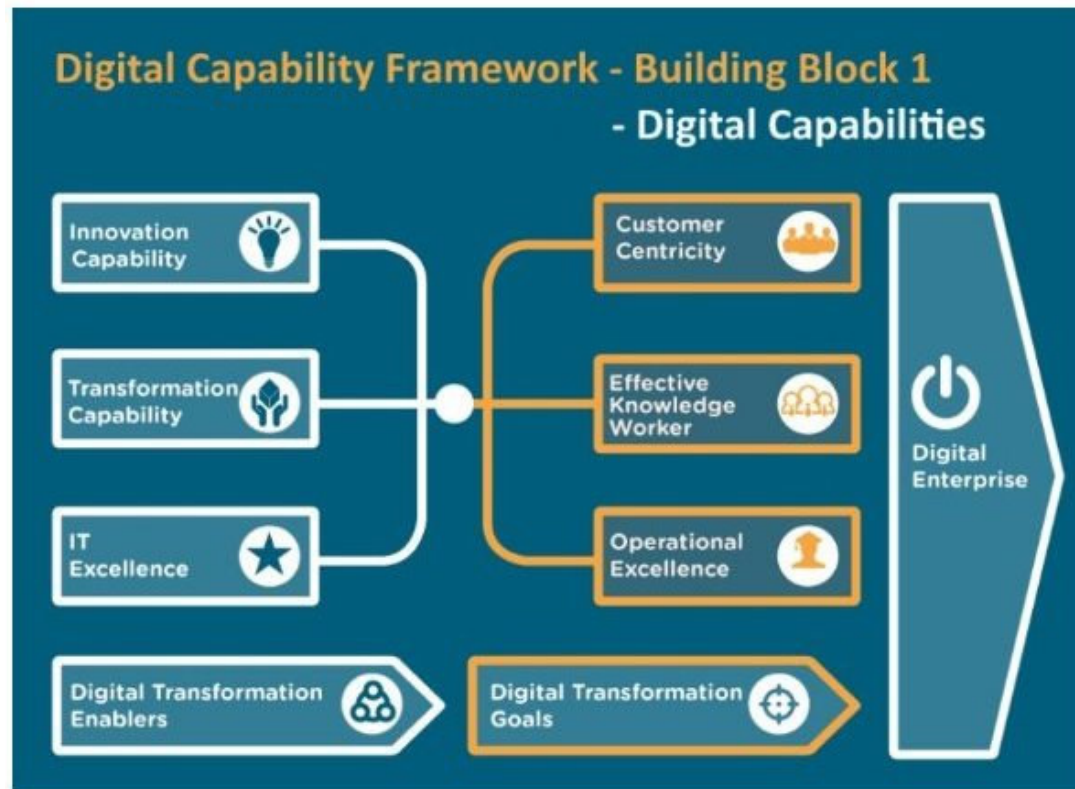 Digital Capability Framework - Building Block 1
- Digital Capabilities
Innovation
Capability
Transformation
Capability
IT
Excellence
Digital Transformation
Enablers
Customer
Centricity
Effective
Knowledge
Worker
Operational
Excellence
Digital Transformation
Goals
Digital
Enterprise